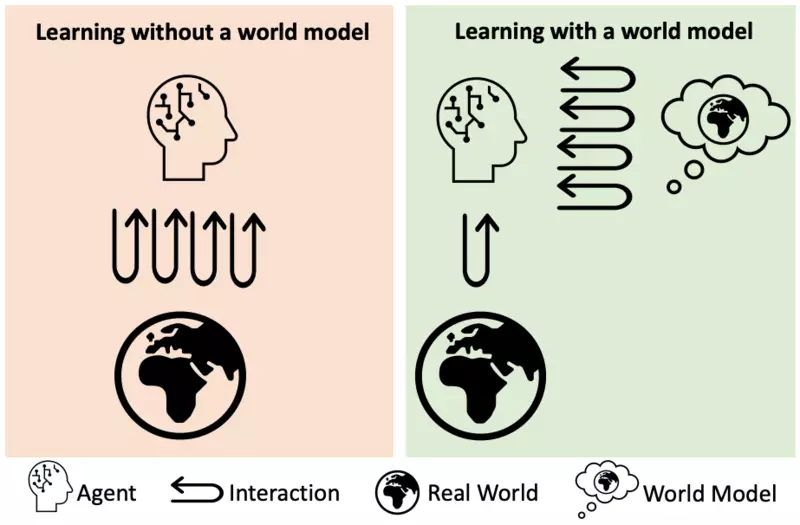 Learning without a world model
Learning with a world model
Agent
Interaction
Real World
World Model